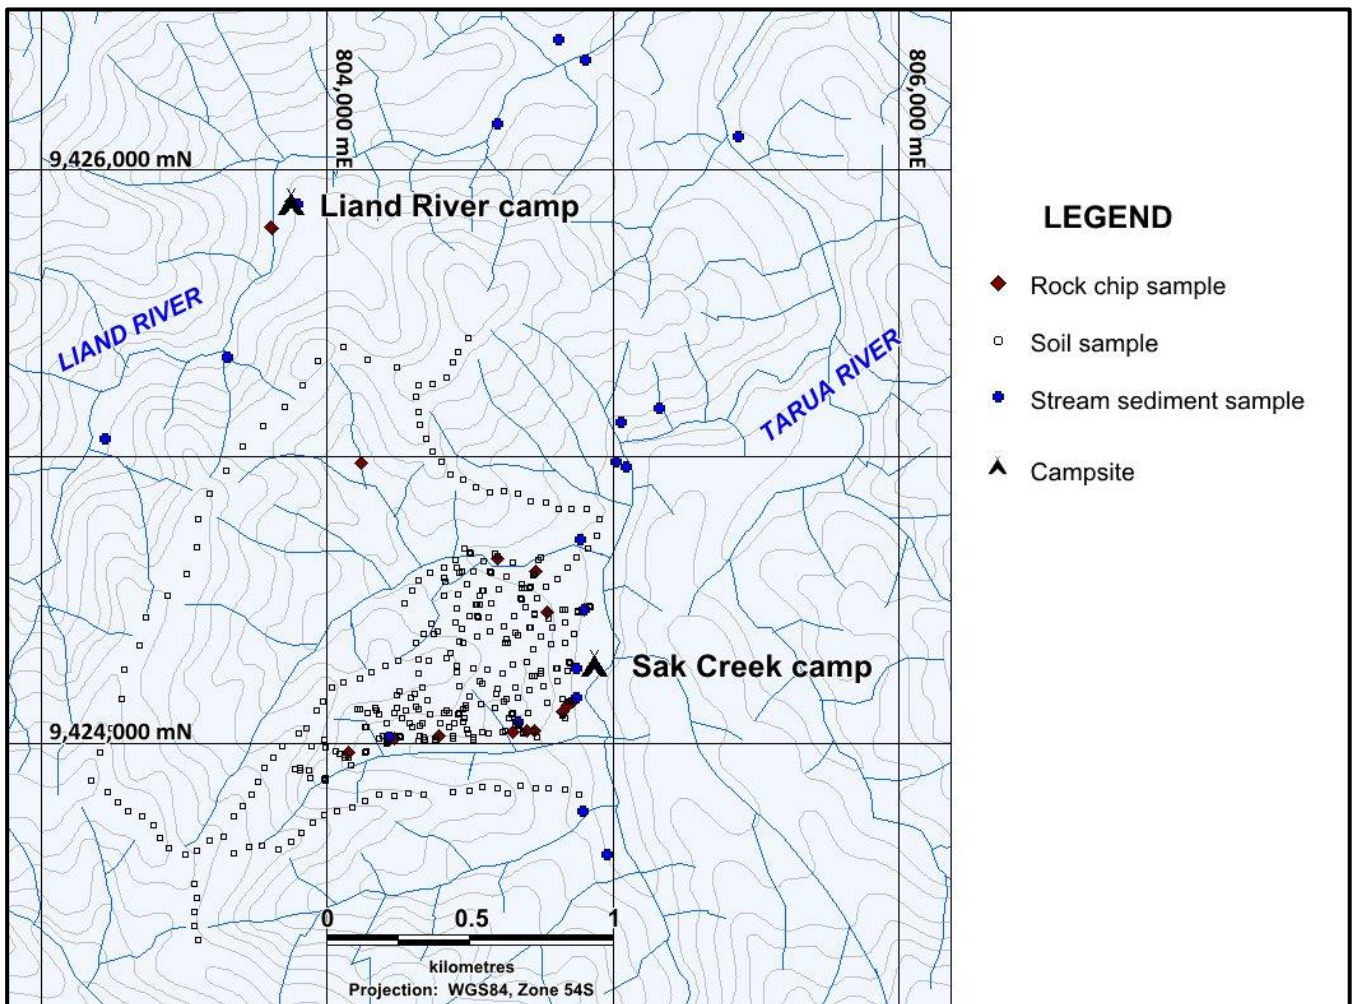 804,000 mE
806,000 mE
9,426,000 mN
Liand River camp
LIAND RIVER
TARUA RIVER
Sak Creek camp
9,424,000 mN
0 0.5 1
kilometres
Projection: WGS84, Zone 54S
LEGEND
Rock chip sample
Soil sample
Stream sediment sample
Campsite